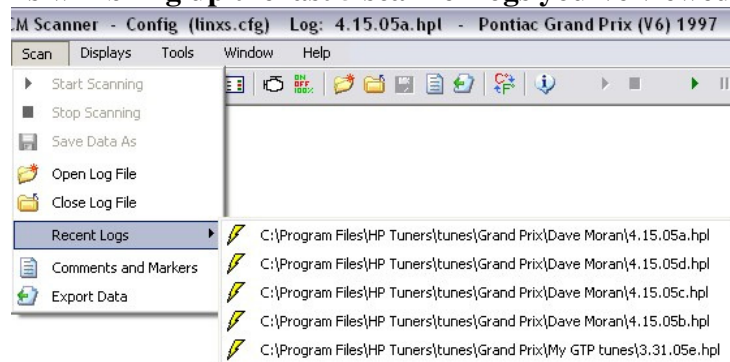 CM Scanner - Config (linxs.cfg) Log: 4.15.05a.hpl - Pontiac Grand Prix (V6) 1997
Scan Displays Tools Window Help
Start Scanning
Stop Scanning
Save Data As
Open Log File
Close Log File
Recent Logs
C:\Program Files\HP Tuners\tunes\Grand Prix\Dave Moran\4.15.05a.hpl
Comments and Markers
C:\Program Files\HP Tuners\tunes\Grand Prix\Dave Moran\4.15.05d.hpl
Export Data
C:\Program Files\HP Tuners\tunes\Grand Prix\Dave Moran\4.15.05c.hpl
C:\Program Files\HP Tuners\tunes\Grand Prix\Dave Moran\4.15.05b.hpl
C:\Program Files\HP Tuners\tunes\Grand Prix\My GTP tunes\3.31.05e.hpl